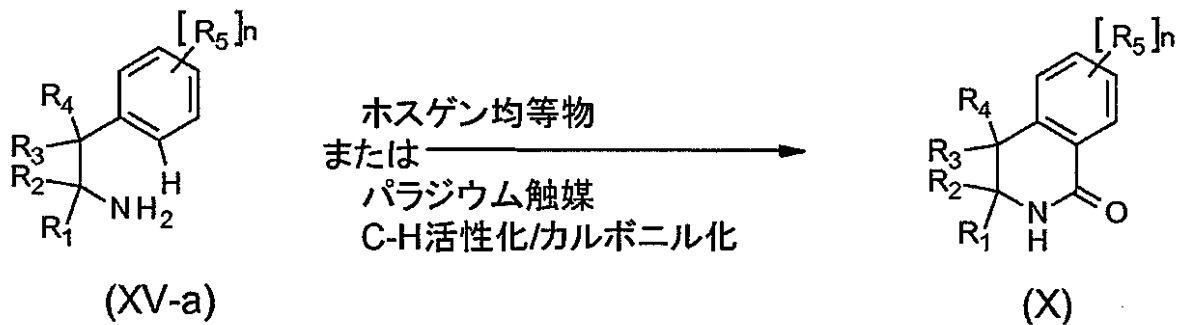 [R5]n
R4
R3
R2
R1
H
NH2
ホスゲン均等物
または
パラジウム触媒
C-H活性化/カルボニル化
[R5]n
R4
R3
R2
R1
N
H
O
(XV-a)
(X)